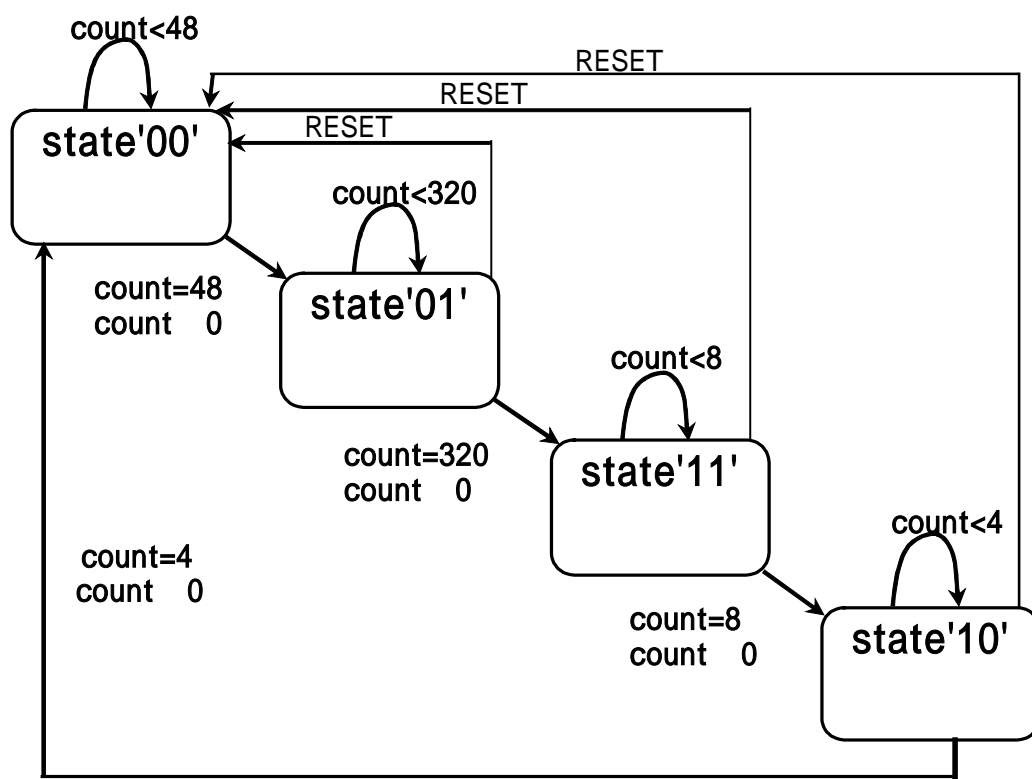 count<48
RESET
RESET
RESET
state'00'
count<320
count=48
count 0
state'01'
count<8
count=320
count 0
state'11'
count<4
count=4
count 0
count=8
count 0
state'10'